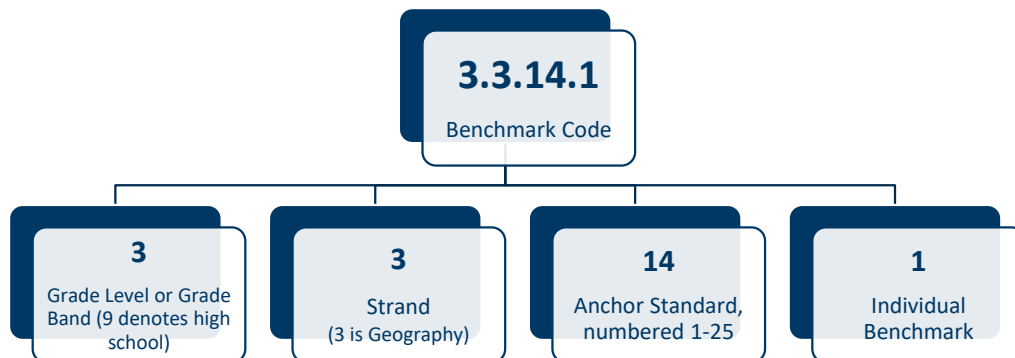 3.3.14.1
Benchmark Code
3
Grade Level or Grade
Band (9 denotes high
school)
3
Strand
(3 is Geography)
14
Anchor Standard,
numbered 1-25
1
Individual
Benchmark